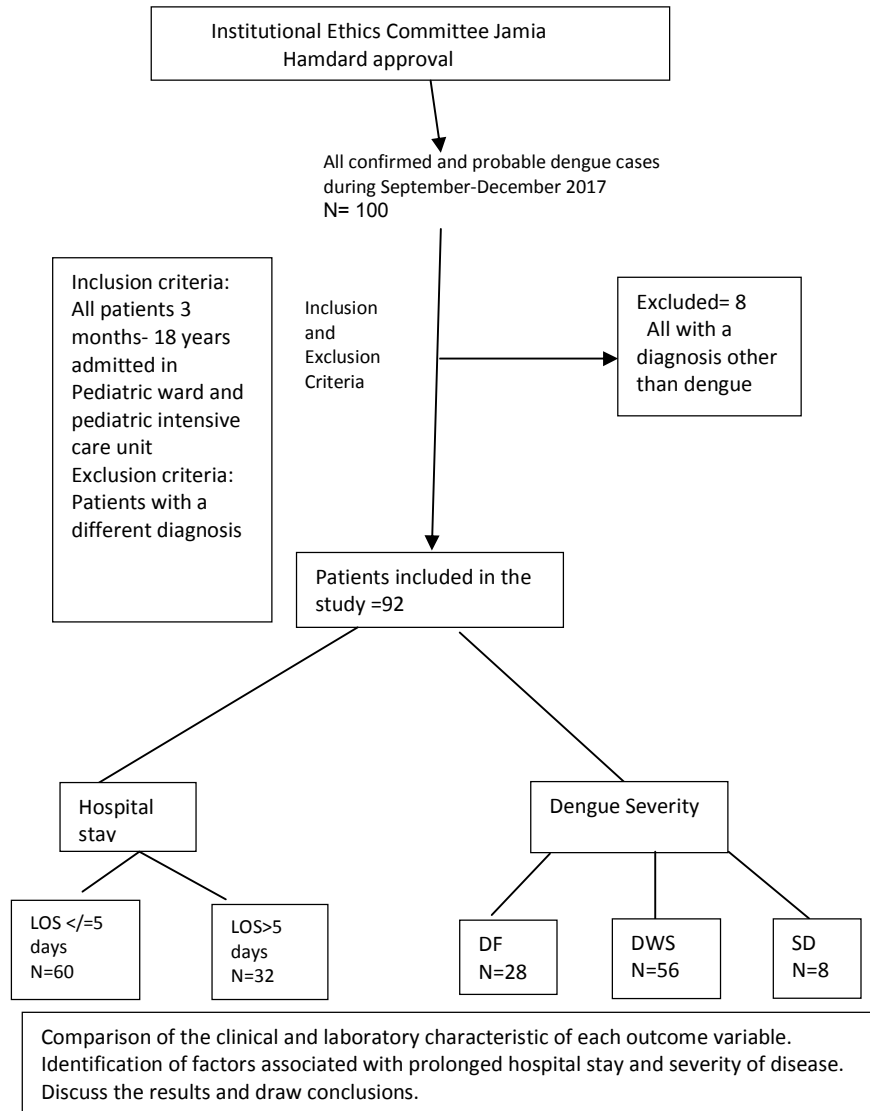 Institutional Ethics Committee Jamia
Hamdard approval
All confirmed and probable dengue cases
during September-December 2017
N= 100
Inclusion criteria:
All patients 3
months- 18 years
admitted in
Pediatric ward and
pediatric intensive
care unit
Exclusion criteria:
Patients with a
different diagnosis
Inclusion
and
Exclusion
Criteria
Excluded= 8
All with a
diagnosis other
than dengue
Patients included in the
study =92
Hospital
stay
Dengue Severity
LOS </=5
days
N=60
LOS>5
days
N=32
DF
N=28
DWS
N=56
SD
N=8
Comparison of the clinical and laboratory characteristic of each outcome variable.
Identification of factors associated with prolonged hospital stay and severity of disease.
Discuss the results and draw conclusions.